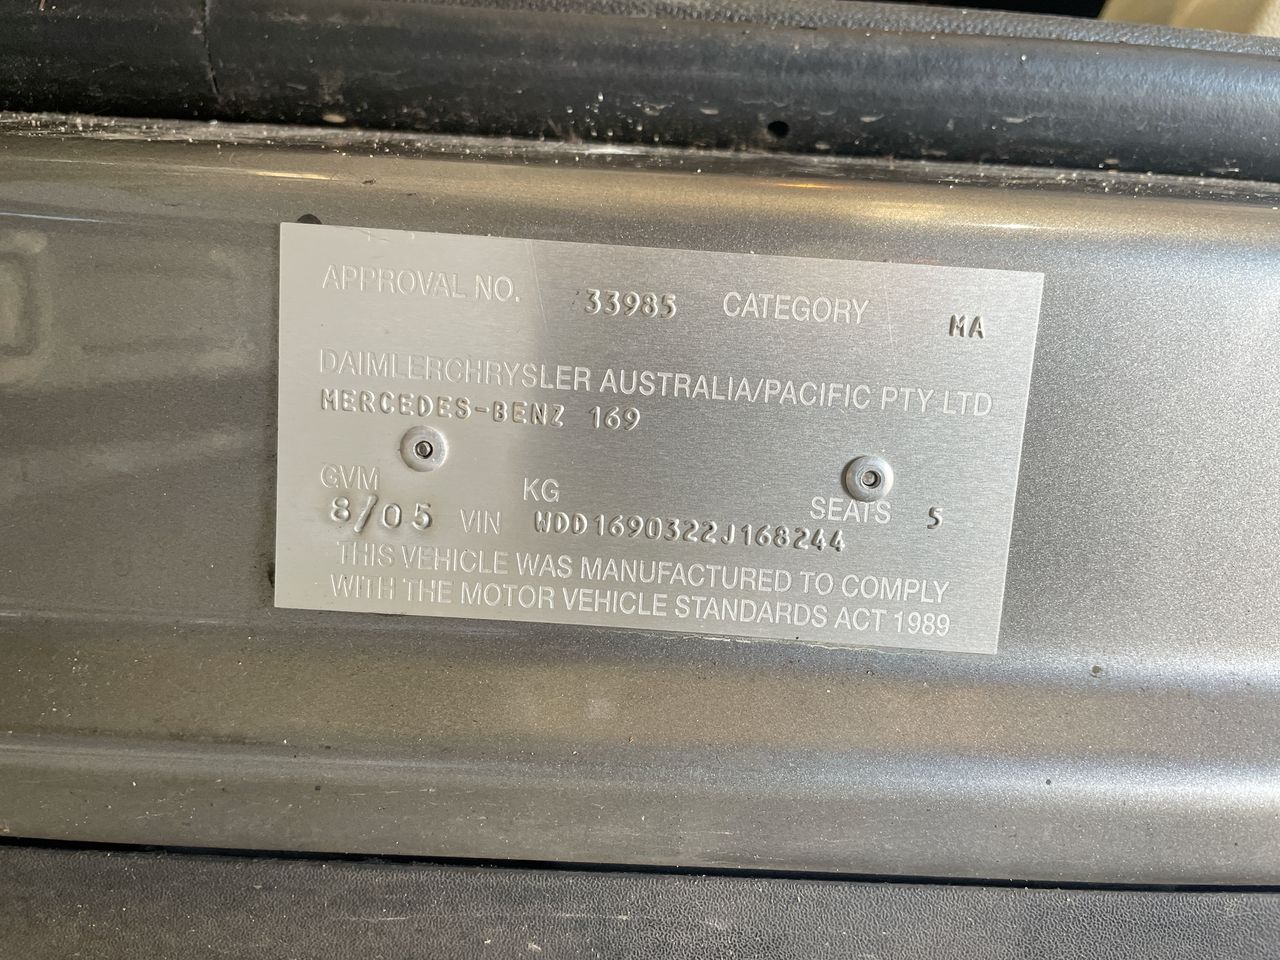 APPROVAL NO. 33985 CATEGORY MA
DAIMLERCHRYSLER AUSTRALIA/PACIFIC PTY LTD
MERCEDES-BENZ 169
GVM KG SEATS 5
8/05 VIN WDD1690322J168244
THIS VEHICLE WAS MANUFACTURED TO COMPLY
WITH THE MOTOR VEHICLE STANDARDS ACT 1989